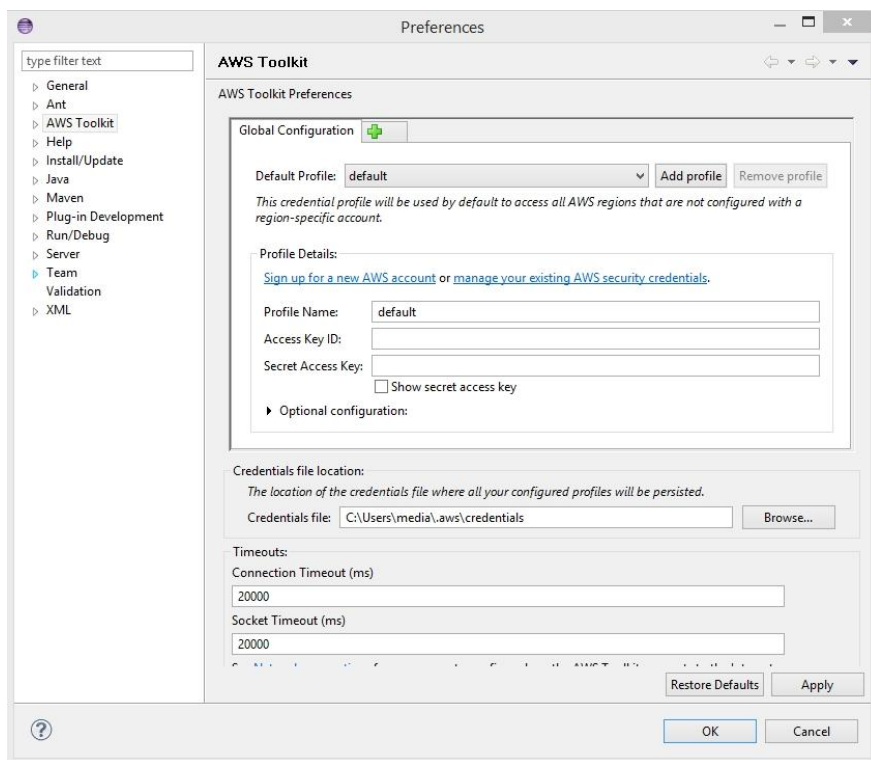 Preferences
type filter text
General
Ant
AWS Toolkit
Help
Install/Update
Java
Maven
Plug-in Development
Run/Debug
Server
Team
Validation
XML
AWS Toolkit
AWS Toolkit Preferences
Global Configuration
Default Profile: default Add profile Remove profile
This credential profile will be used by default to access all AWS regions that are not configured with a
region-specific account.
Profile Details:
Sign up for a new AWS account or manage your existing AWS security credentials.
Profile Name: default
Access Key ID:
Secret Access Key:
Show secret access key
Optional configuration:
Credentials file location:
The location of the credentials file where all your configured profiles will be persisted.
Credentials file: C:\Users\media\.aws\credentials Browse...
Timeouts:
Connection Timeout (ms)
20000
Socket Timeout (ms)
20000
Restore Defaults Apply
OK Cancel